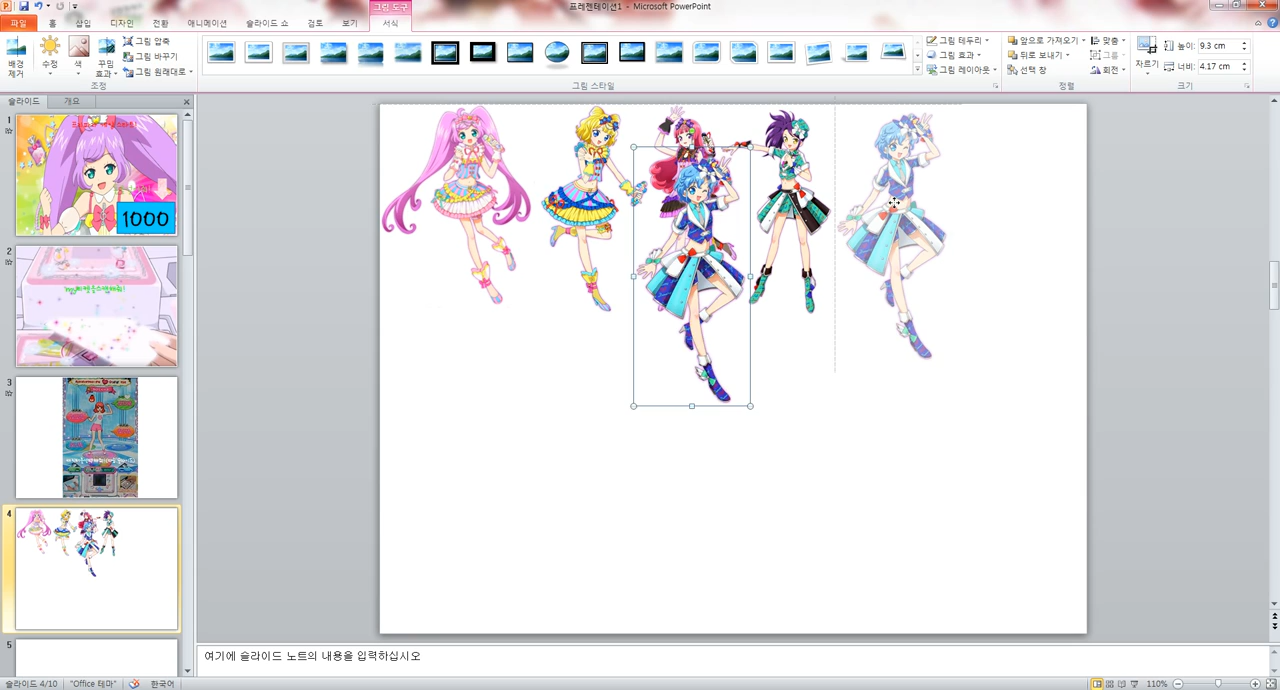 프레젠테이션1 - Microsoft PowerPoint
그림 도구
파일 홈 삽입 디자인 전환 애니메이션 슬라이드 쇼 검토 보기 서식
배경 제거
수정
색
꾸밈 효과
그림 압축
그림 바꾸기
그림 원래대로
조정
그림 스타일
그림 테두리
그림 효과
그림 레이아웃
앞으로 가져오기
뒤로 보내기
선택 창
맞춤
그룹
회전
정렬
자르기
높이: 9.3 cm
너비: 4.17 cm
크기
슬라이드 개요
1
1000
2
3
4
5
여기에 슬라이드 노트의 내용을 입력하십시오
슬라이드 4/10 "Office 테마" 한국어 110%